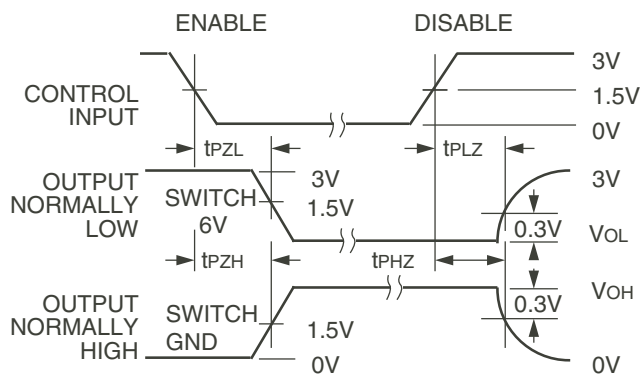 ENABLE DISABLE
3V
CONTROL INPUT 1.5V
0V
tPZL tPLZ
OUTPUT NORMALLY LOW
3V 3V
SWITCH 6V
1.5V
0.3V VOL
tPZH tPHZ
OUTPUT NORMALLY HIGH
SWITCH GND
0.3V VOH
1.5V
0V 0V